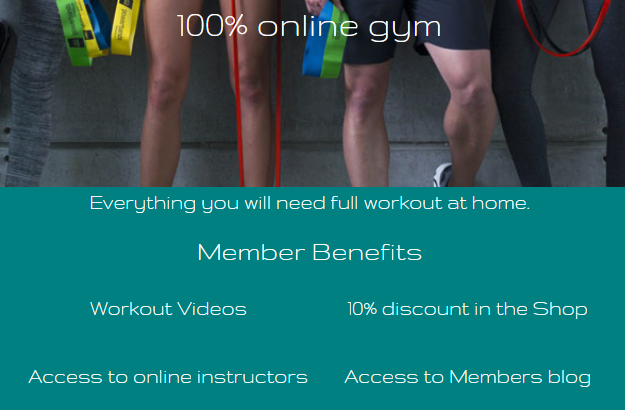 100% online gym
Everything you will need full workout at home.
Member Benefits
Workout Videos
10% discount in the Shop
Access to online instructors
Access to Members blog